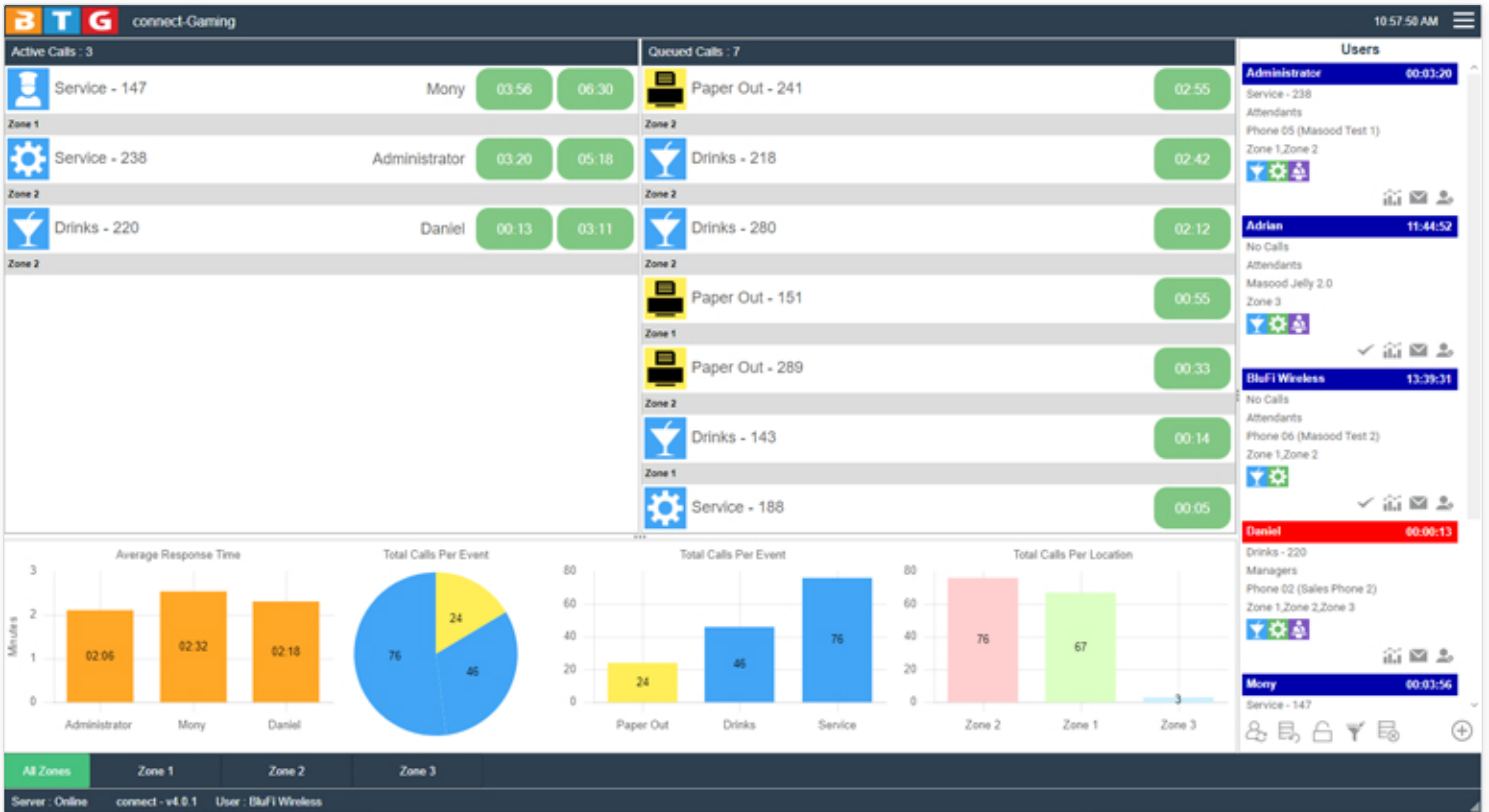 BTG connect-Gaming 10:57:50 AM
Active Calls : 3
Service - 147 Mony 03:56 06:30
Zone 1
Service - 238 Administrator 03:20 05:18
Zone 2
Drinks - 220 Daniel 00:13 03:11
Zone 2
Queued Calls : 7
Paper Out - 241 02:55
Zone 2
Drinks - 218 02:42
Zone 2
Drinks - 280 02:12
Zone 2
Paper Out - 151 00:55
Zone 1
Paper Out - 289 00:33
Zone 2
Drinks - 143 00:14
Zone 1
Service - 188 00:05
Users
Administrator 00:03:20
Service - 238
Attendants
Phone 05 (Masood Test 1)
Zone 1,Zone 2
Adrian 11:44:52
No Calls
Attendants
Masood Jelly 2.0
Zone 3
BluFi Wireless 13:39:31
No Calls
Attendants
Phone 06 (Masood Test 2)
Zone 1,Zone 2
Daniel 00:00:13
Drinks - 220
Managers
Phone 02 (Sales Phone 2)
Zone 1,Zone 2,Zone 3
Mony 00:03:56
Service - 147
Average Response Time
Minutes
3
2
1
0
02:06 02:32 02:18
Administrator Mony Daniel
Total Calls Per Event
24
76
46
Total Calls Per Event
80
60
40
20
0
24 46 76
Paper Out Drinks Service
Total Calls Per Location
80
60
40
20
0
76 67 3
Zone 2 Zone 1 Zone 3
All Zones Zone 1 Zone 2 Zone 3
Server : Online connect - v4.0.1 User : BluFi Wireless